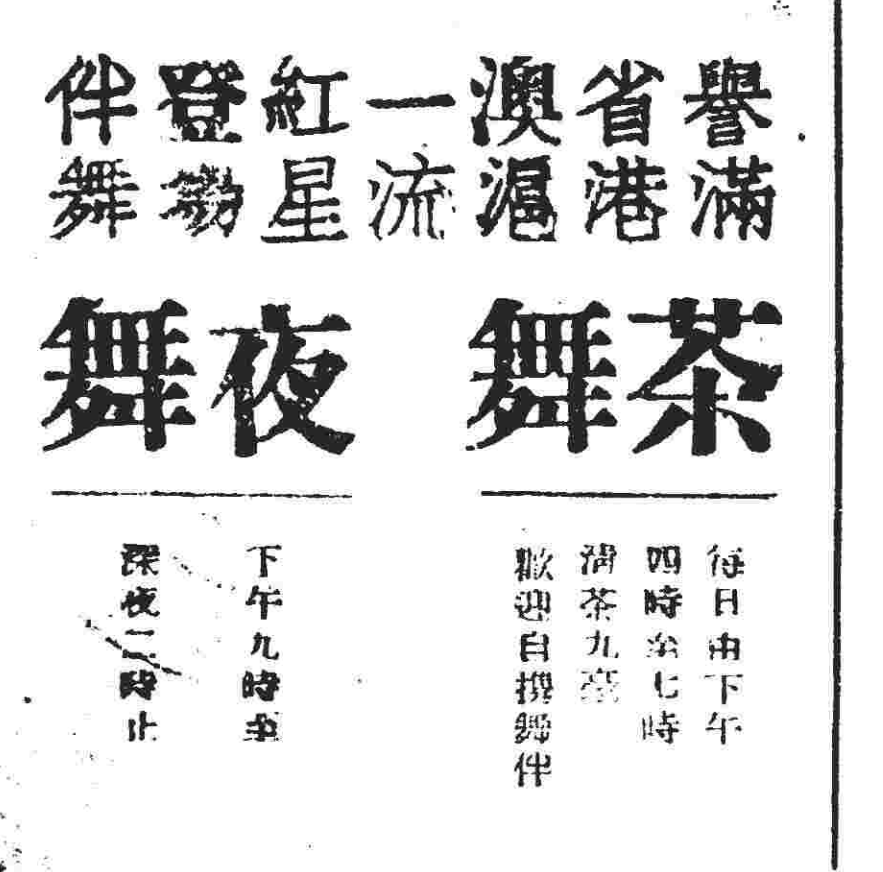 譽滿
省港
澳滬
一流
紅星
登塲
伴舞
茶舞
每日由下午
四時至七時
清茶九毫
歡迎自携舞伴
夜舞
下午九時至
深夜二時止